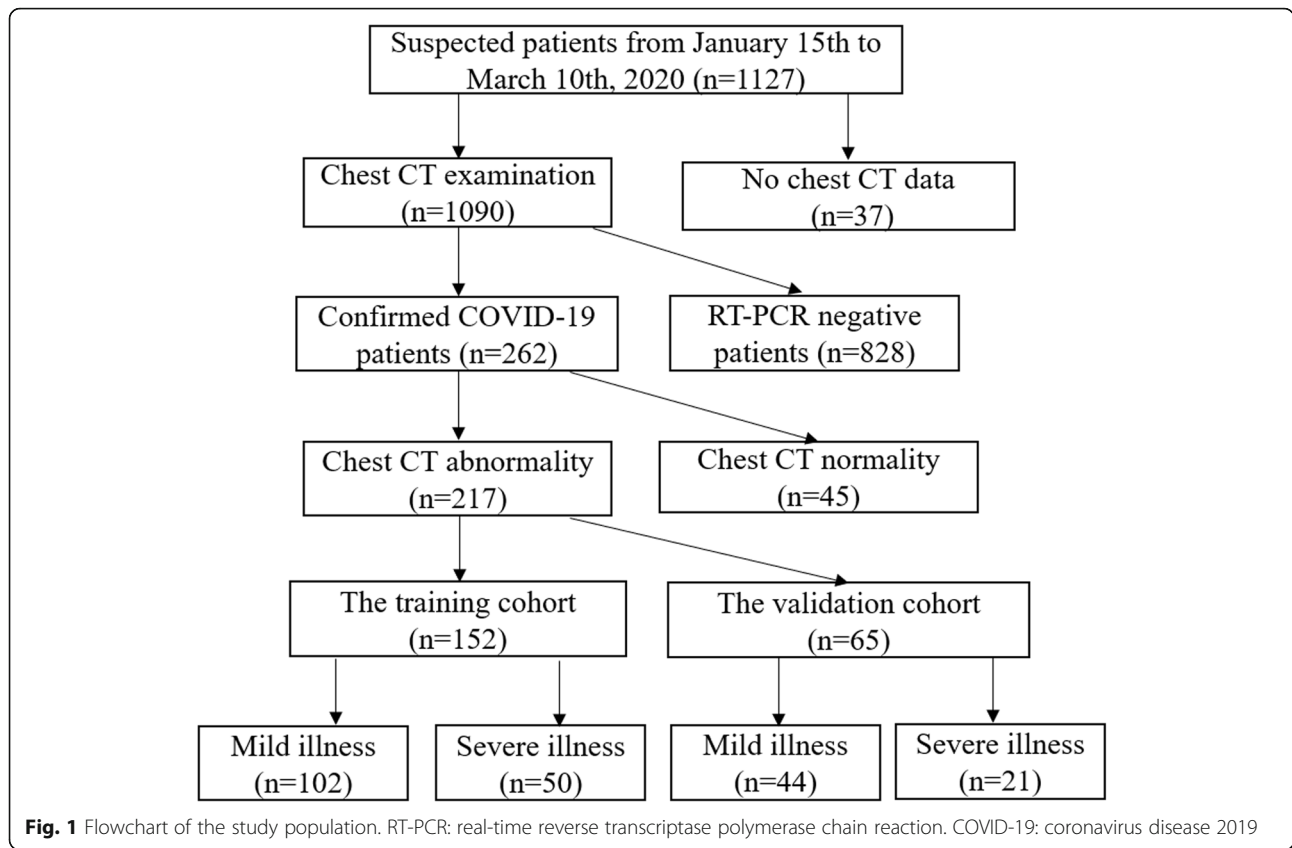 Suspected patients from January 15th to
March 10th, 2020 (n=1127)
Chest CT examination
(n=1090)
No chest CT data
(n=37)
Confirmed COVID-19
patients (n=262)
RT-PCR negative
patients (n=828)
Chest CT abnormality
(n=217)
Chest CT normality
(n=45)
The training cohort
(n=152)
The validation cohort
(n=65)
Mild illness
(n=102)
Severe illness
(n=50)
Mild illness
(n=44)
Severe illness
(n=21)
Fig. 1 Flowchart of the study population. RT-PCR: real-time reverse transcriptase polymerase chain reaction. COVID-19: coronavirus disease 2019